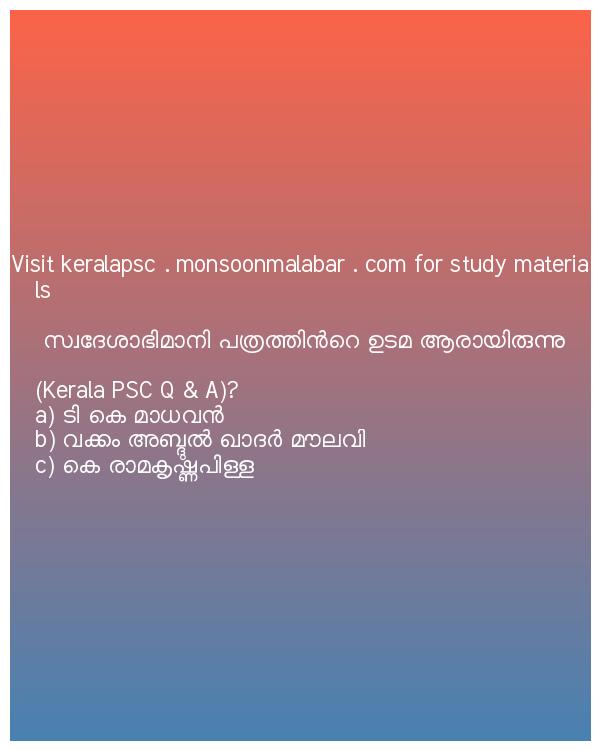 Visit keralapsc . monsoonmalabar . com for study materia
ls
സ്വദേശാഭിമാനി പത്രത്തിൻറെ ഉടമ ആരായിരുന്നു
(Kerala PSC Q & A)?
a) ടി കെ മാധവൻ
b) വക്കം അബ്ദുൽ ഖാദർ മൗലവി
c) കെ രാമകൃഷ്ണപിള്ള